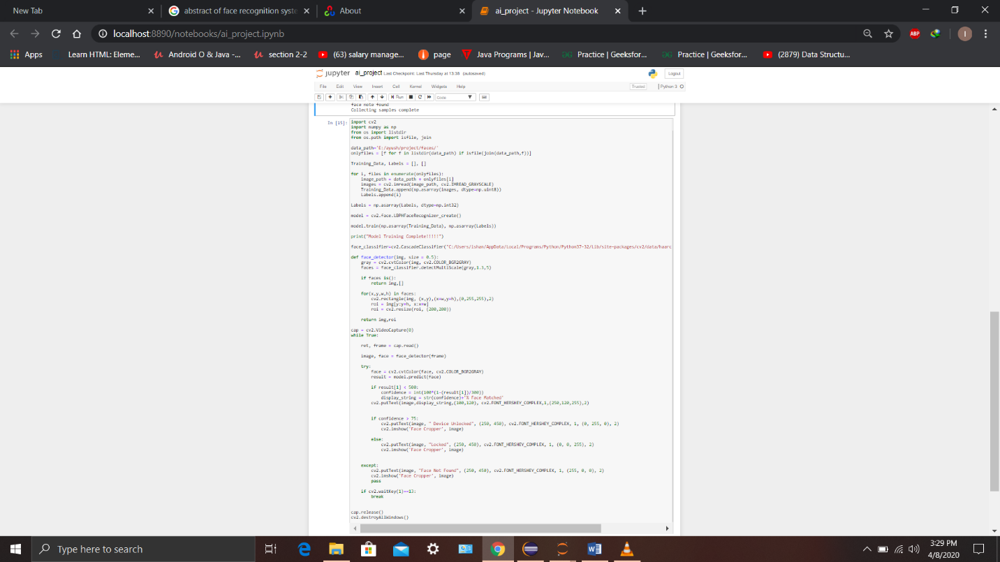 New Tab
abstract of face recognition syste
About
ai_project - Jupyter Notebook
localhost:8890/notebooks/ai_project.ipynb
ABP
I
Apps
Learn HTML: Eleme...
Android O & Java -...
section 2-2
(63) salary manage...
page
Java Programs | Jav...
Practice | Geeksfor...
Practice | Geeksfor...
(2879) Data Structu...
jupyter ai_project Last Checkpoint: Last Thursday at 13:38 (autosaved)
Logout
File Edit View Insert Cell Kernel Widgets Help
Trusted
Python 3
Run
Code
face note found
Collecting samples complete
In [15]:
import cv2
import numpy as np
from os import listdir
from os.path import isfile, join
data_path='E:/ayush/project/faces/'
onlyfiles = [f for f in listdir(data_path) if isfile(join(data_path,f))]
Training_Data, Labels = [], []
for i, files in enumerate(onlyfiles):
    image_path = data_path + onlyfiles[i]
    images = cv2.imread(image_path, cv2.IMREAD_GRAYSCALE)
    Training_Data.append(np.asarray(images, dtype=np.uint8))
    Labels.append(i)
Labels = np.asarray(Labels, dtype=np.int32)
model = cv2.face.LBPHFaceRecognizer_create()
model.train(np.asarray(Training_Data), np.asarray(Labels))
print("Model Training Complete!!!!!")
face_classifier=cv2.CascadeClassifier("C:/Users/ishan/AppData/Local/Programs/Python/Python37-32/Lib/site-packages/cv2/data/haarc
def face_detector(img, size = 0.5):
    gray = cv2.cvtColor(img, cv2.COLOR_BGR2GRAY)
    faces = face_classifier.detectMultiScale(gray,1.3,5)
    if faces is():
        return img,[]
    for(x,y,w,h) in faces:
        cv2.rectangle(img, (x,y),(x+w,y+h),(0,255,255),2)
        roi = img[y:y+h, x:x+w]
        roi = cv2.resize(roi, (200,200))
    return img,roi
cap = cv2.VideoCapture(0)
while True:
    ret, frame = cap.read()
    image, face = face_detector(frame)
    try:
        face = cv2.cvtColor(face, cv2.COLOR_BGR2GRAY)
        result = model.predict(face)
        if result[1] < 500:
            confidence = int(100*(1-(result[1])/300))
            display_string = str(confidence)+'% Face Matched'
        cv2.putText(image,display_string,(100,120), cv2.FONT_HERSHEY_COMPLEX,1,(250,120,255),2)
        if confidence > 75:
            cv2.putText(image, " Device Unlocked", (250, 450), cv2.FONT_HERSHEY_COMPLEX, 1, (0, 255, 0), 2)
            cv2.imshow('Face Cropper', image)
        else:
            cv2.putText(image, "Locked", (250, 450), cv2.FONT_HERSHEY_COMPLEX, 1, (0, 0, 255), 2)
            cv2.imshow('Face Cropper', image)
    except:
        cv2.putText(image, "Face Not Found", (250, 450), cv2.FONT_HERSHEY_COMPLEX, 1, (255, 0, 0), 2)
        cv2.imshow('Face Cropper', image)
        pass
    if cv2.waitKey(1)==13:
        break
cap.release()
cv2.destroyAllWindows()
Type here to search
3:29 PM
4/8/2020